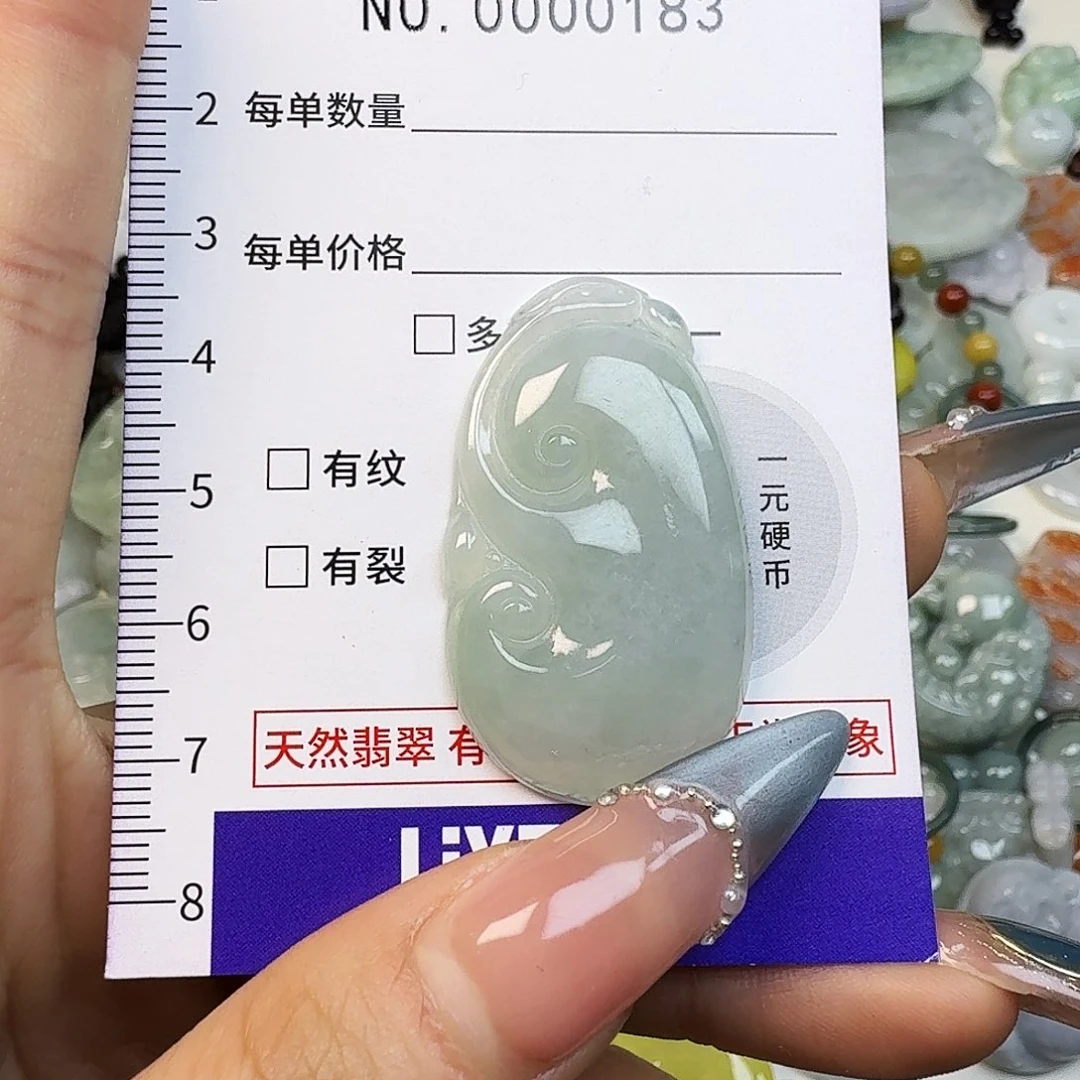 NO. 0000183
2
每单数量
3
每单价格
4
多
一
元
硬
币
5
有纹
有裂
6
7
天然翡翠 有
象
8
LiV